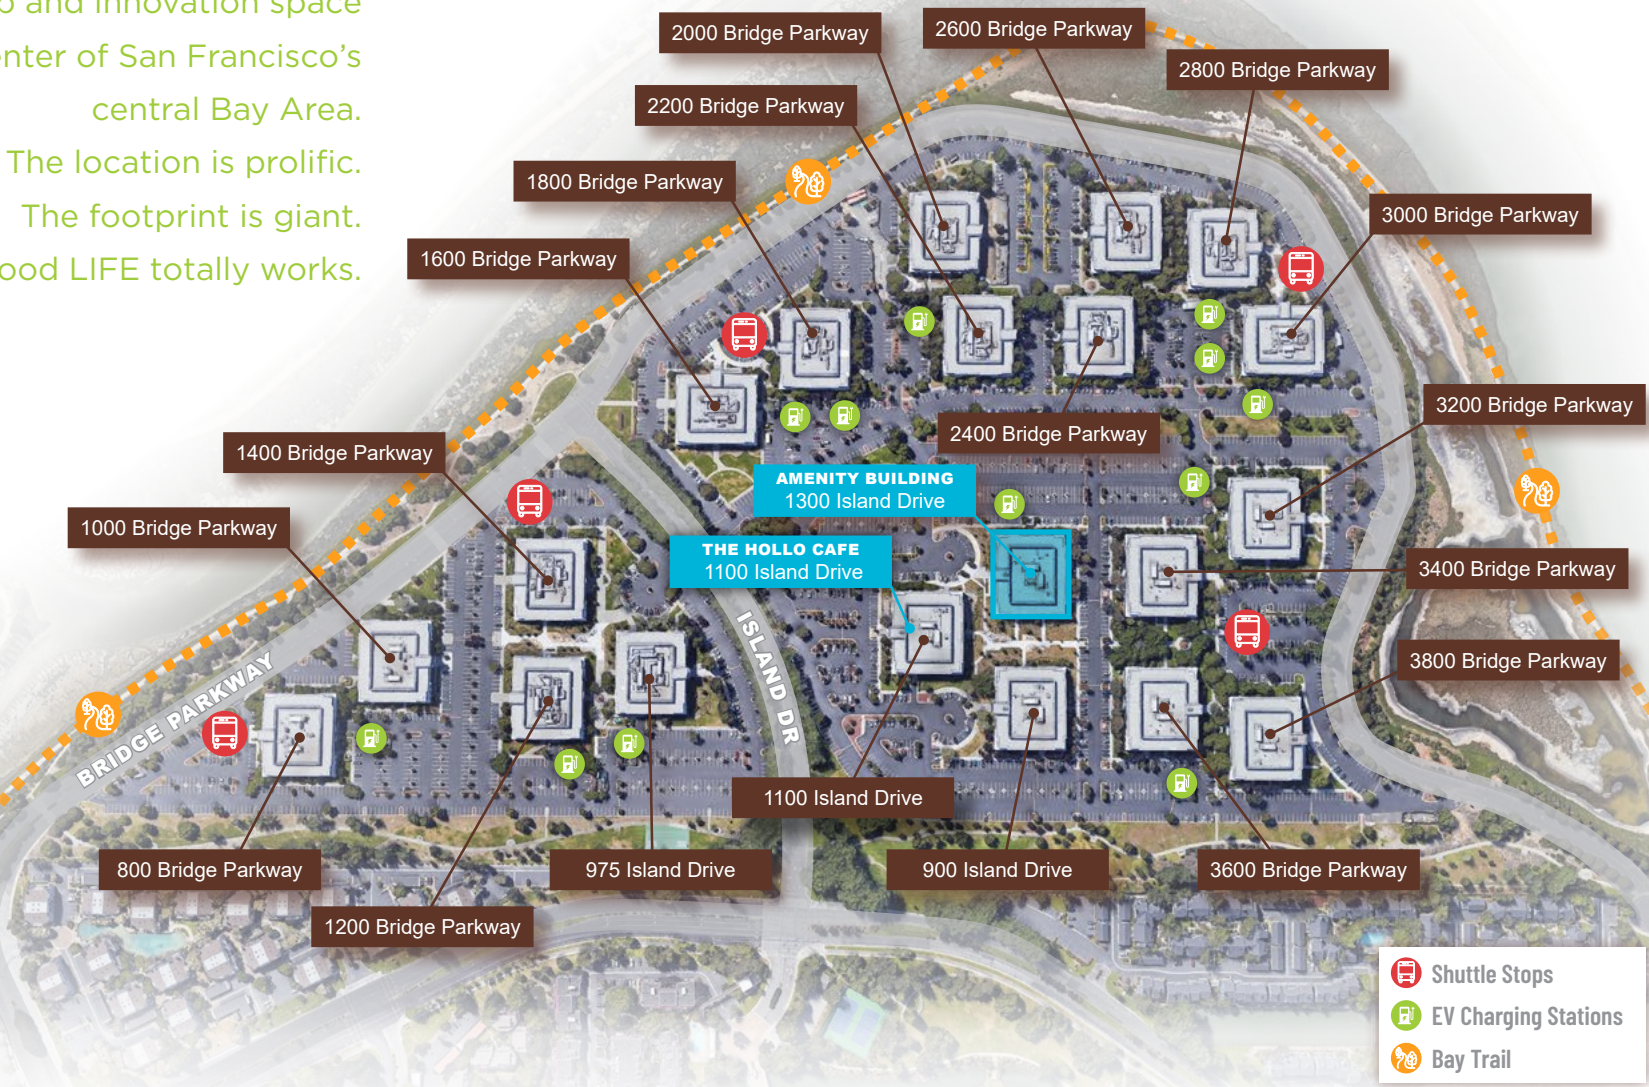 and innovation space
enter of San Francisco's
central Bay Area.
The location is prolific.
The footprint is giant.
ood LIFE totally works.
2000 Bridge Parkway
2600 Bridge Parkway
2800 Bridge Parkway
2200 Bridge Parkway
1800 Bridge Parkway
3000 Bridge Parkway
1600 Bridge Parkway
3200 Bridge Parkway
2400 Bridge Parkway
1400 Bridge Parkway
AMENITY BUILDING
1300 Island Drive
1000 Bridge Parkway
THE HOLLO CAFE
1100 Island Drive
3400 Bridge Parkway
ISLAND DR
BRIDGE PARKWAY
3800 Bridge Parkway
1100 Island Drive
800 Bridge Parkway
975 Island Drive
900 Island Drive
3600 Bridge Parkway
1200 Bridge Parkway
Shuttle Stops
EV Charging Stations
Bay Trail